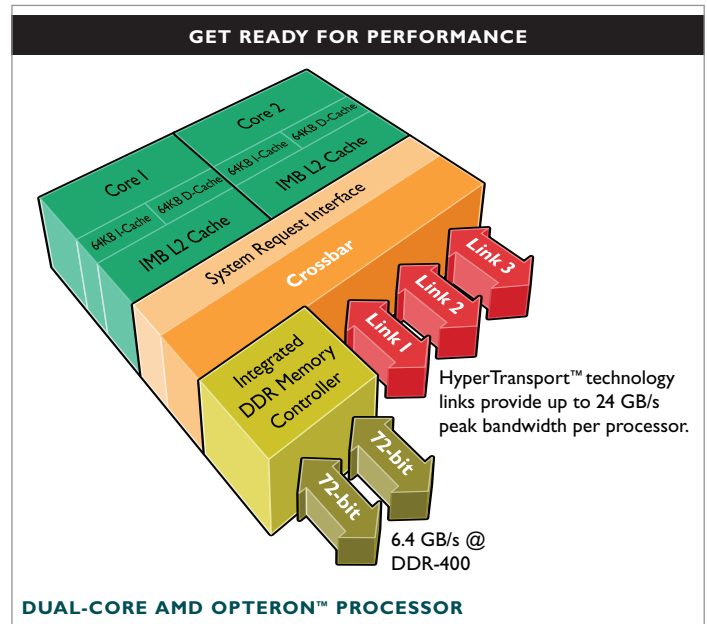 GET READY FOR PERFORMANCE
Core 1
64KB I-Cache
64KB D-Cache
1MB L2 Cache
Core 2
64KB I-Cache
64KB D-Cache
1MB L2 Cache
System Request Interface
Crossbar
Link 1
Link 2
Link 3
Integrated
DDR Memory
Controller
HyperTransport™ technology
links provide up to 24 GB/s
peak bandwidth per processor.
72-bit
72-bit
6.4 GB/s @
DDR-400
DUAL-CORE AMD OPTERON™ PROCESSOR